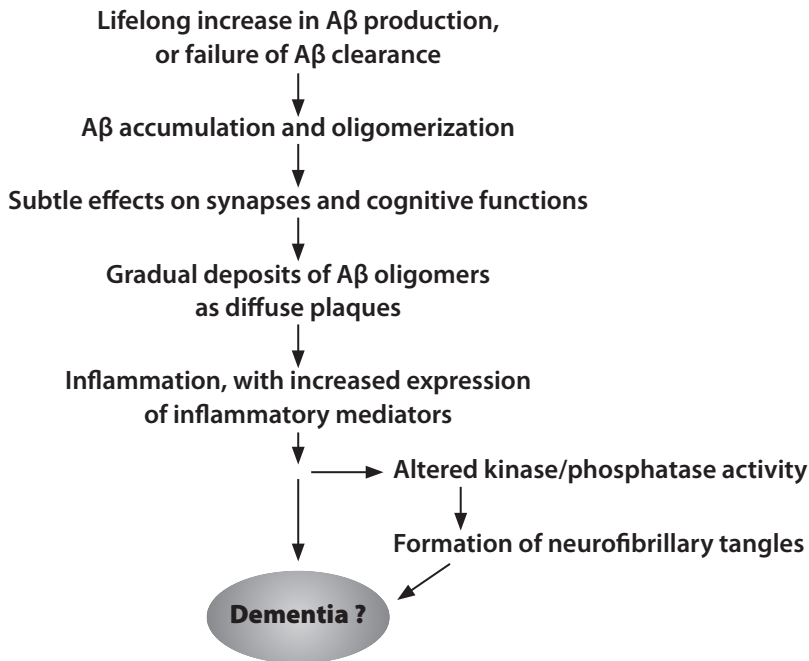 Lifelong increase in Aβ production,
or failure of Aβ clearance
Aβ accumulation and oligomerization
Subtle effects on synapses and cognitive functions
Gradual deposits of Aβ oligomers
as diffuse plaques
Inflammation, with increased expression
of inflammatory mediators
Altered kinase/phosphatase activity
Formation of neurofibrillary tangles
Dementia ?